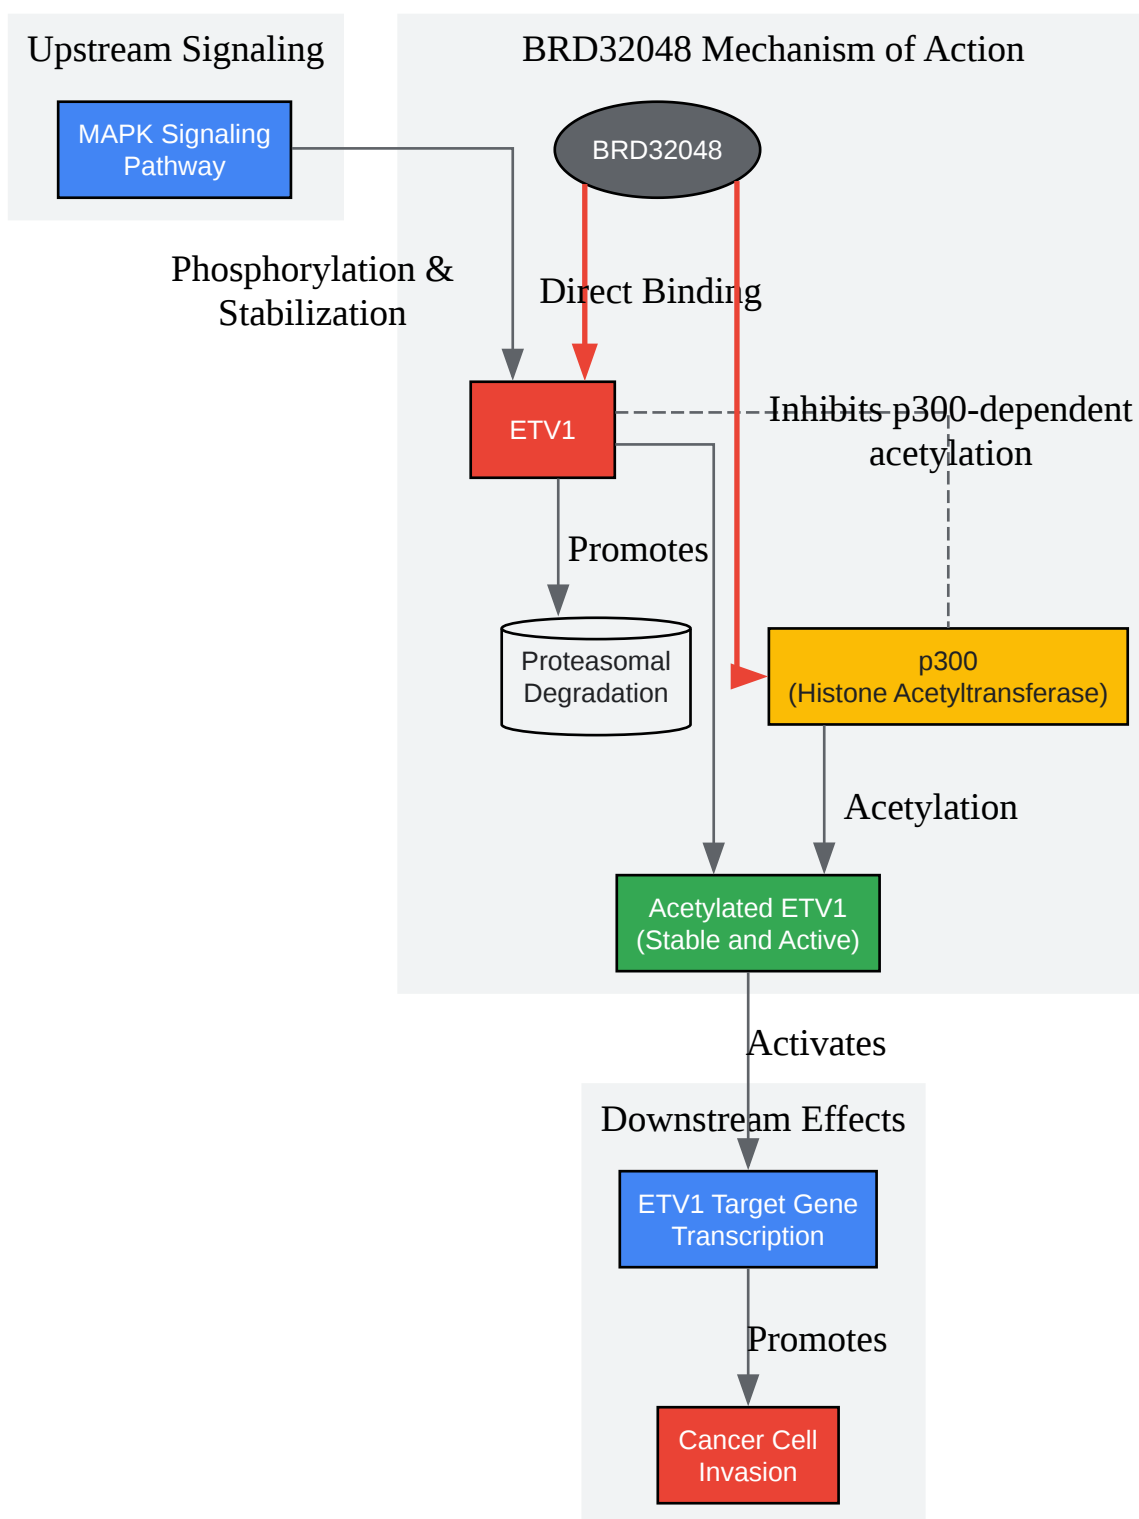 Upstream Signaling
BRD32048 Mechanism of Action
MAPK Signaling
Pathway
BRD32048
Phosphorylation &
Stabilization
Direct Binding
ETV1
Inhibits p300-dependent
acetylation
Promotes
Proteasomal
Degradation
p300
(Histone Acetyltransferase)
Acetylation
Acetylated ETV1
(Stable and Active)
Activates
Downstream Effects
ETV1 Target Gene
Transcription
Promotes
Cancer Cell
Invasion